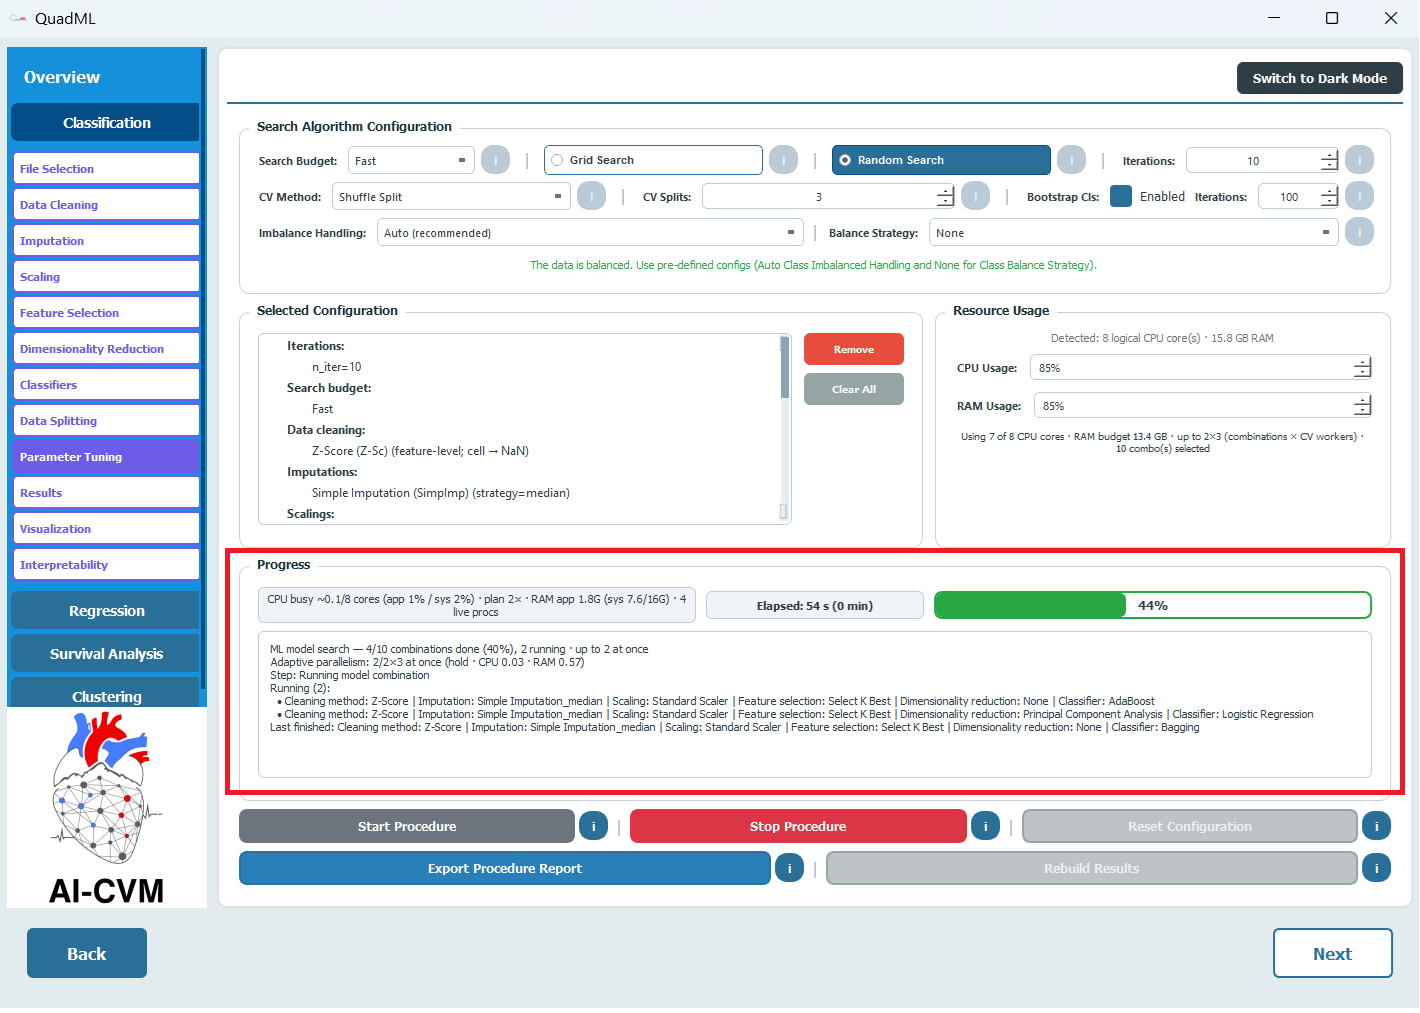 QuadML
Overview
Classification
File Selection
Data Cleaning
Imputation
Scaling
Feature Selection
Dimensionality Reduction
Classifiers
Data Splitting
Parameter Tuning
Results
Visualization
Interpretability
Regression
Survival Analysis
Clustering
AI-CVM
Switch to Dark Mode
Search Algorithm Configuration
Search Budget: Fast i | Grid Search i | Random Search i | Iterations: 10 i
CV Method: Shuffle Split i | CV Splits: 3 i | Bootstrap CIs: Enabled Iterations: 100 i
Imbalance Handling: Auto (recommended) | Balance Strategy: None i
The data is balanced. Use pre-defined configs (Auto Class Imbalanced Handling and None for Class Balance Strategy).
Selected Configuration
Iterations:
n_iter=10
Search budget:
Fast
Data cleaning:
Z-Score (Z-Sc) (feature-level; cell → NaN)
Imputations:
Simple Imputation (SimpImp) (strategy=median)
Scalings:
Remove
Clear All
Resource Usage
Detected: 8 logical CPU core(s) · 15.8 GB RAM
CPU Usage: 85%
RAM Usage: 85%
Using 7 of 8 CPU cores · RAM budget 13.4 GB · up to 2×3 (combinations × CV workers) ·
10 combo(s) selected
Progress
CPU busy ~0.1/8 cores (app 1% / sys 2%) · plan 2× · RAM app 1.8G (sys 7.6/16G) · 4
live procs
Elapsed: 54 s (0 min)
44%
ML model search — 4/10 combinations done (40%), 2 running · up to 2 at once
Adaptive parallelism: 2/2×3 at once (hold · CPU 0.03 · RAM 0.57)
Step: Running model combination
Running (2):
• Cleaning method: Z-Score | Imputation: Simple Imputation_median | Scaling: Standard Scaler | Feature selection: Select K Best | Dimensionality reduction: None | Classifier: AdaBoost
• Cleaning method: Z-Score | Imputation: Simple Imputation_median | Scaling: Standard Scaler | Feature selection: Select K Best | Dimensionality reduction: Principal Component Analysis | Classifier: Logistic Regression
Last finished: Cleaning method: Z-Score | Imputation: Simple Imputation_median | Scaling: Standard Scaler | Feature selection: Select K Best | Dimensionality reduction: None | Classifier: Bagging
Start Procedure i | Stop Procedure i | Reset Configuration i
Export Procedure Report i | Rebuild Results i
Back
Next